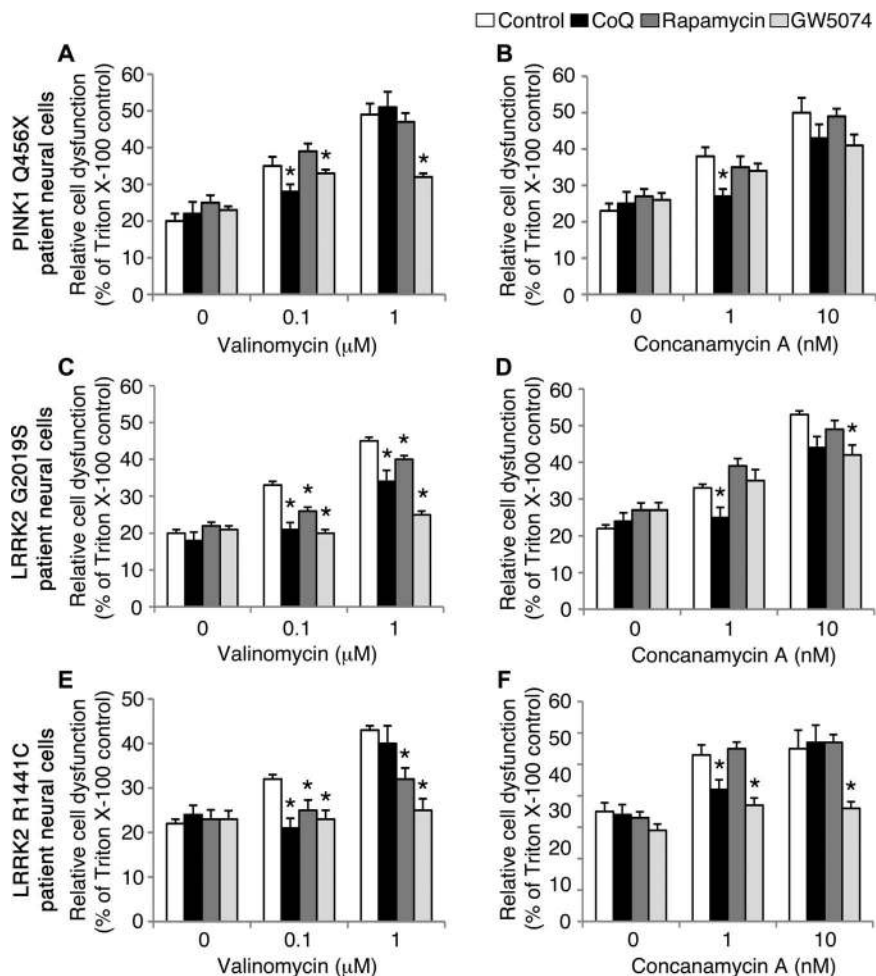 Control CoQ Rapamycin GW5074
A
PINK1 Q456X
patient neural cells
Relative cell dysfunction
(% of Triton X-100 control)
60
50
40
30
20
10
0
*
*
*
0 0.1 1
Valinomycin (μM)
B
Relative cell dysfunction
(% of Triton X-100 control)
60
50
40
30
20
10
0
*
0 1 10
Concanamycin A (nM)
C
LRRK2 G2019S
patient neural cells
Relative cell dysfunction
(% of Triton X-100 control)
60
50
40
30
20
10
0
* * *
* * *
0 0.1 1
Valinomycin (μM)
D
Relative cell dysfunction
(% of Triton X-100 control)
60
50
40
30
20
10
0
*
*
0 1 10
Concanamycin A (nM)
E
LRRK2 R1441C
patient neural cells
Relative cell dysfunction
(% of Triton X-100 control)
50
40
30
20
10
0
* * *
* *
0 0.1 1
Valinomycin (μM)
F
Relative cell dysfunction
(% of Triton X-100 control)
60
50
40
30
20
10
0
* *
*
0 1 10
Concanamycin A (nM)